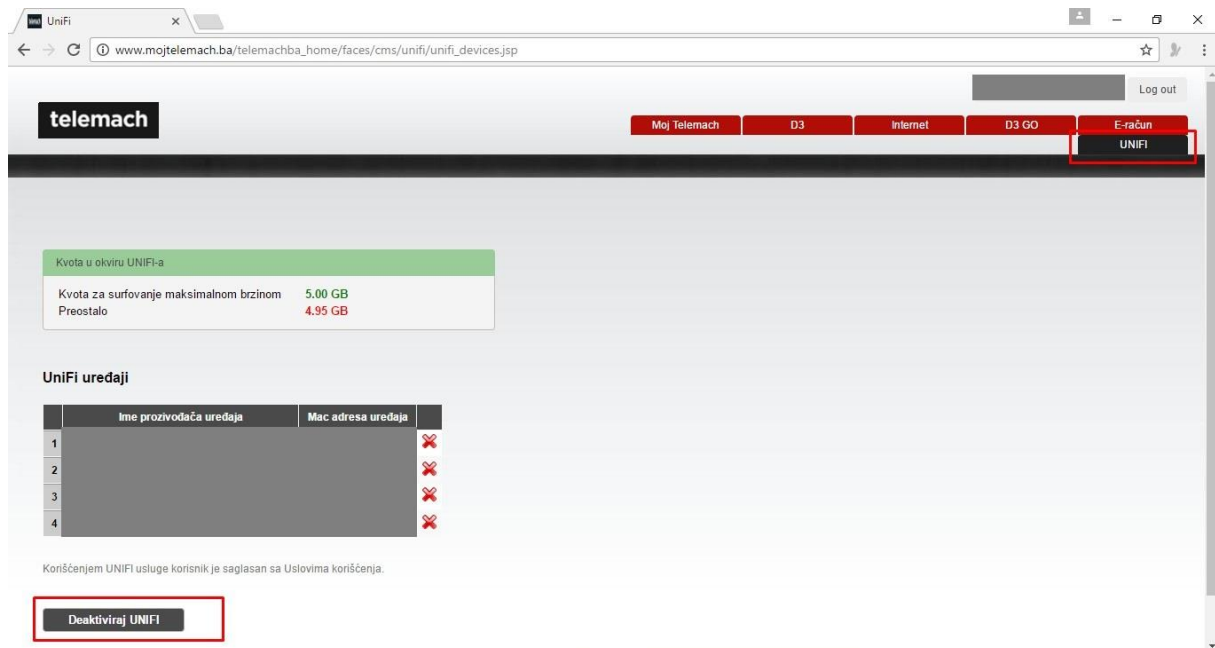 UniFi
www.mojtelemach.ba/telemachba_home/faces/cms/unifi/unifi_devices.jsp
Log out
telemach
Moj Telemach D3 Internet D3 GO E-račun
UNIFI
Kvota u okviru UNIFI-a
Kvota za surfovanje maksimalnom brzinom 5.00 GB
Preostalo 4.95 GB
UniFi uređaji
Ime prozivođača uređaja Mac adresa uređaja
1
2
3
4
Korišćenjem UNIFI usluge korisnik je saglasan sa Uslovima korišćenja.
Deaktiviraj UNIFI